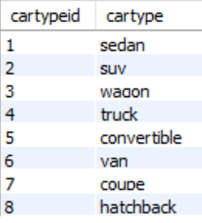 cartypeid cartype
1 sedan
2 suv
3 wagon
4 truck
5 convertible
6 van
7 coupe
8 hatchback